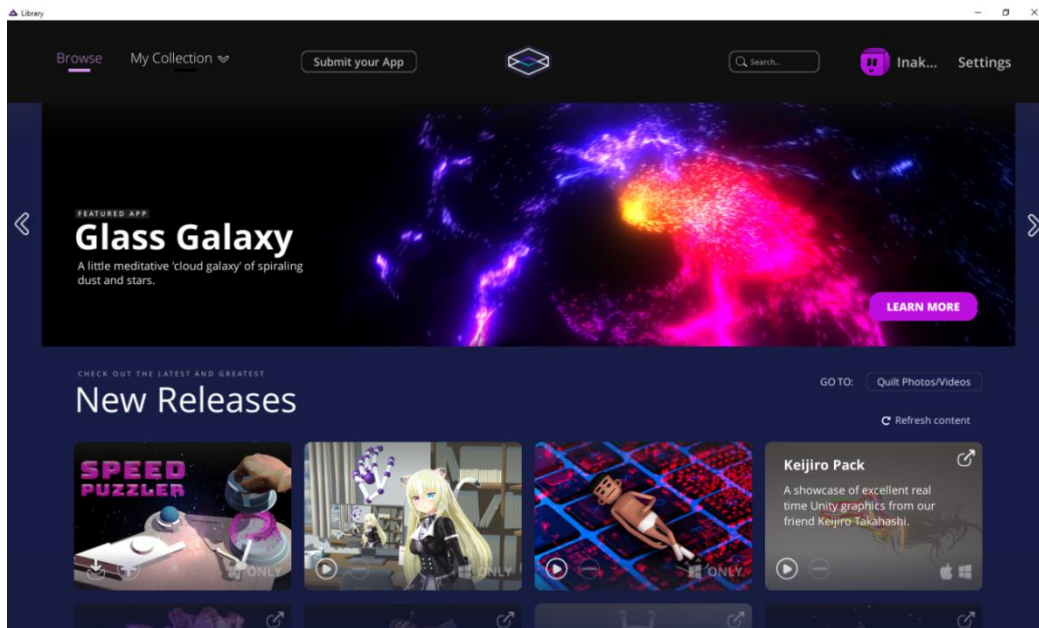 Library
Browse
My Collection
Submit your App
Search...
Inak...
Settings
FEATURED APP
Glass Galaxy
A little meditative 'cloud galaxy' of spiraling
dust and stars.
LEARN MORE
CHECK OUT THE LATEST AND GREATEST
New Releases
GO TO:
Quilt Photos/Videos
Refresh content
SPEED
PUZZLER
ONLY
ONLY
ONLY
Keijiro Pack
A showcase of excellent real
time Unity graphics from our
friend Keijiro Takahashi.